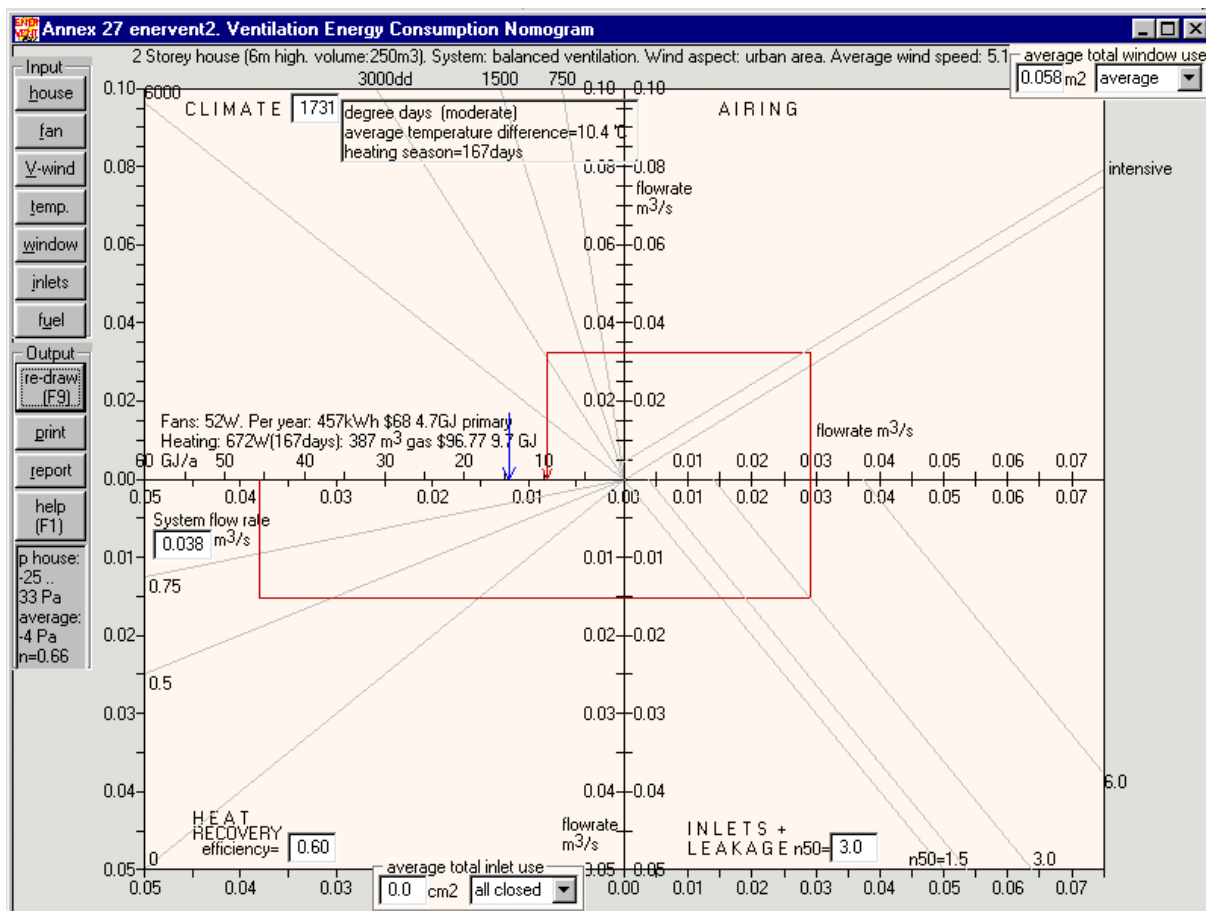 Annex 27 enervent2. Ventilation Energy Consumption Nomogram
2 Storey house (6m high. volume:250m3). System: balanced ventilation. Wind aspect: urban area. Average wind speed: 5.1
average total window use
0.058 m2 average
Input
house
fan
V-wind
temp.
window
inlets
fuel
Output
re-draw
(F9)
print
report
help
(F1)
p house:
-25 ..
33 Pa
average:
-4 Pa
n=0.66
3000dd 1500 750
0.10 6000 0.10 0.10
CLIMATE 1731
degree days (moderate)
average temperature difference=10.4 °C
heating season=167days
AIRING
0.08 0.08 0.08
intensive
flowrate
m3/s
0.06 0.06 0.06
0.04 0.04 0.04
0.02 0.02 0.02
Fans: 52W. Per year: 457kWh $68 4.7GJ primary
Heating: 672W(167days): 387 m3 gas $96.77 9.7 GJ
flowrate m3/s
60 50 40 30 20 10 0.01 0.02 0.03 0.04 0.05 0.06 0.07
GJ/a
0.00 0.00
0.05 0.04 0.03 0.02 0.01 0.00 0.01 0.02 0.03 0.04 0.05 0.06 0.07
System flow rate
0.038 m3/s
0.01 0.01 0.01
0.75
0.02 0.02 0.02
0.5
0.03 0.03 0.03
0.04 0.04 0.04
6.0
HEAT
RECOVERY
efficiency= 0.60
flowrate
m3/s
INLETS +
LEAKAGE n50= 3.0
0
n50=1.5 3.0
0.05 0.05 0.05
average total inlet use
0.0 cm2 all closed
0.05 0.04 0.03 0.00 0.01 0.02 0.03 0.04 0.05 0.06 0.07